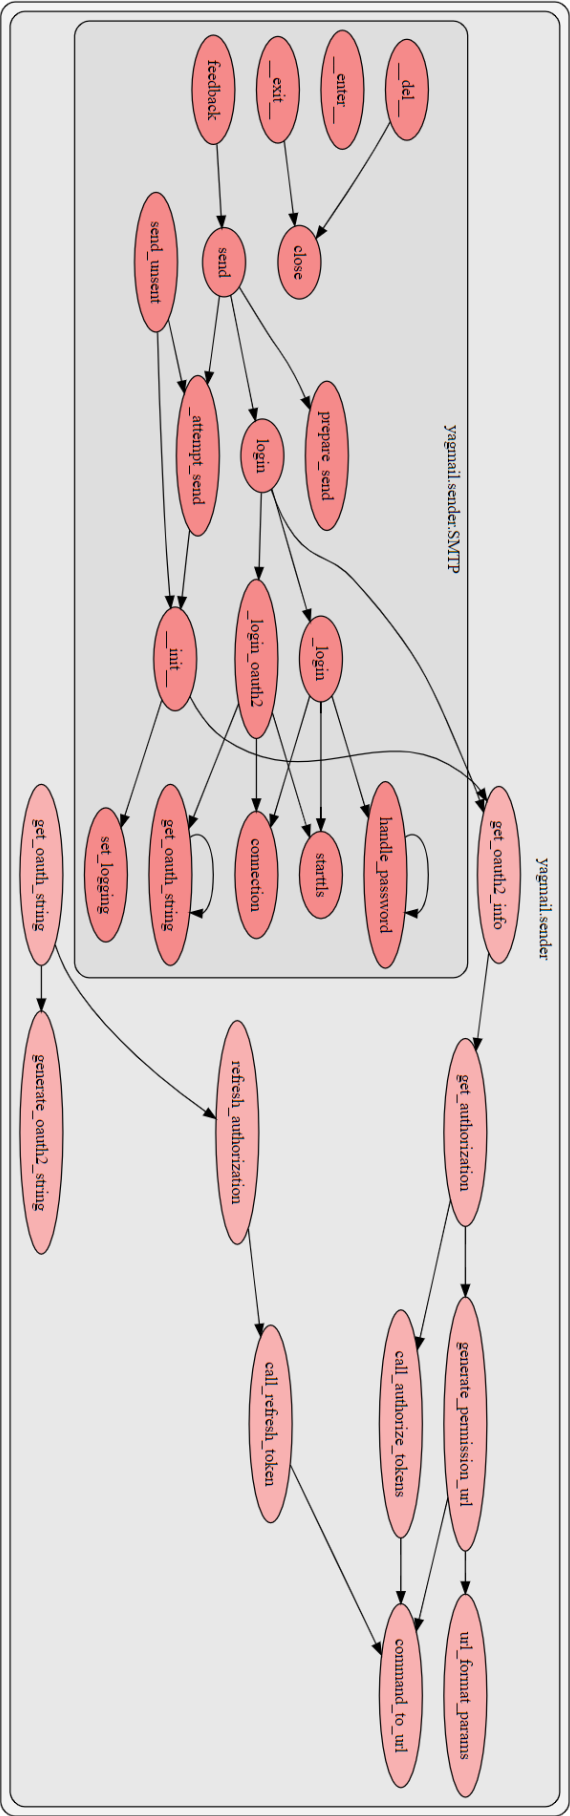 yagmail.sender
yagmail.sender.SMTP
__del__
__enter__
__exit__
feedback
close
send
send_unsent
prepare_send
login
_attempt_send
_login
_login_oauth2
__init__
get_oauth2_info
handle_password
starttls
connection
get_oauth_string
set_logging
get_oauth_string
get_authorization
refresh_authorization
generate_oauth2_string
generate_permission_url
call_authorize_tokens
call_refresh_token
url_format_params
command_to_url